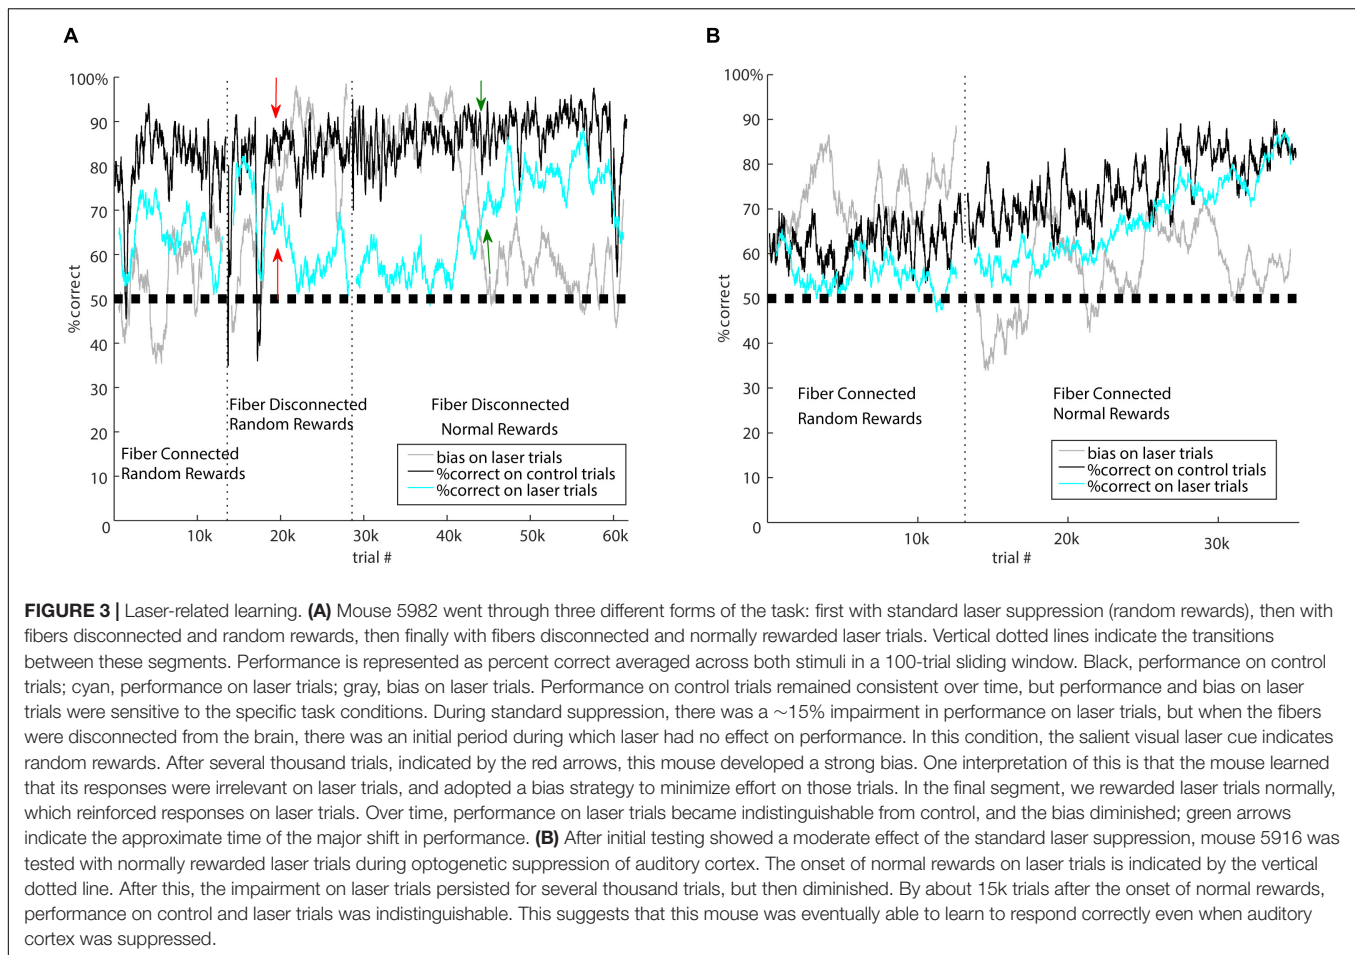 A
100%
90
80
70
60
50
40
30
20
10
0
%correct
10k
20k
30k
40k
50k
60k
trial #
Fiber Connected
Random Rewards
Fiber Disconnected
Random Rewards
Fiber Disconnected
Normal Rewards
bias on laser trials
%correct on control trials
%correct on laser trials
B
100%
90
80
70
60
50
40
30
20
10
0
%correct
10k
20k
30k
trial #
Fiber Connected
Random Rewards
Fiber Connected
Normal Rewards
bias on laser trials
%correct on control trials
%correct on laser trials
FIGURE 3 | Laser-related learning. (A) Mouse 5982 went through three different forms of the task: first with standard laser suppression (random rewards), then with
fibers disconnected and random rewards, then finally with fibers disconnected and normally rewarded laser trials. Vertical dotted lines indicate the transitions
between these segments. Performance is represented as percent correct averaged across both stimuli in a 100-trial sliding window. Black, performance on control
trials; cyan, performance on laser trials; gray, bias on laser trials. Performance on control trials remained consistent over time, but performance and bias on laser
trials were sensitive to the specific task conditions. During standard suppression, there was a ∼15% impairment in performance on laser trials, but when the fibers
were disconnected from the brain, there was an initial period during which laser had no effect on performance. In this condition, the salient visual laser cue indicates
random rewards. After several thousand trials, indicated by the red arrows, this mouse developed a strong bias. One interpretation of this is that the mouse learned
that its responses were irrelevant on laser trials, and adopted a bias strategy to minimize effort on those trials. In the final segment, we rewarded laser trials normally,
which reinforced responses on laser trials. Over time, performance on laser trials became indistinguishable from control, and the bias diminished; green arrows
indicate the approximate time of the major shift in performance. (B) After initial testing showed a moderate effect of the standard laser suppression, mouse 5916 was
tested with normally rewarded laser trials during optogenetic suppression of auditory cortex. The onset of normal rewards on laser trials is indicated by the vertical
dotted line. After this, the impairment on laser trials persisted for several thousand trials, but then diminished. By about 15k trials after the onset of normal rewards,
performance on control and laser trials was indistinguishable. This suggests that this mouse was eventually able to learn to respond correctly even when auditory
cortex was suppressed.